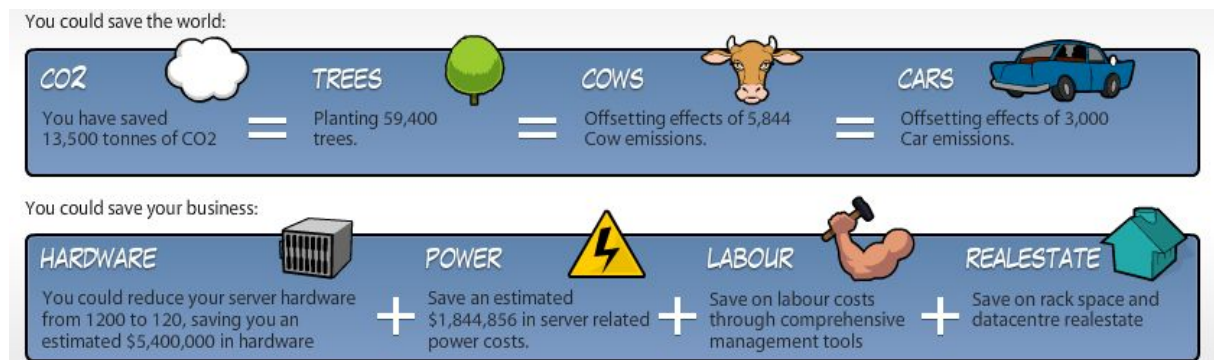 You could save the world:
CO2
You have saved
13,500 tonnes of CO2
=
TREES
Planting 59,400
trees.
=
COWS
Offsetting effects of 5,844
Cow emissions.
=
CARS
Offsetting effects of 3,000
Car emissions.
You could save your business:
HARDWARE
You could reduce your server hardware
from 1200 to 120, saving you an
estimated $5,400,000 in hardware
+
POWER
Save an estimated
$1,844,856 in server related
power costs.
+
LABOUR
Save on labour costs
through comprehensive
management tools
+
REALESTATE
Save on rack space and
datacentre realestate